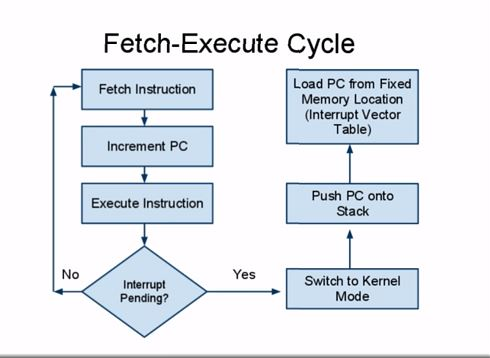 Fetch-Execute Cycle
Fetch Instruction
Increment PC
Execute Instruction
Interrupt
Pending?
No
Yes
Switch to Kernel
Mode
Push PC onto
Stack
Load PC from Fixed
Memory Location
(Interrupt Vector
Table)